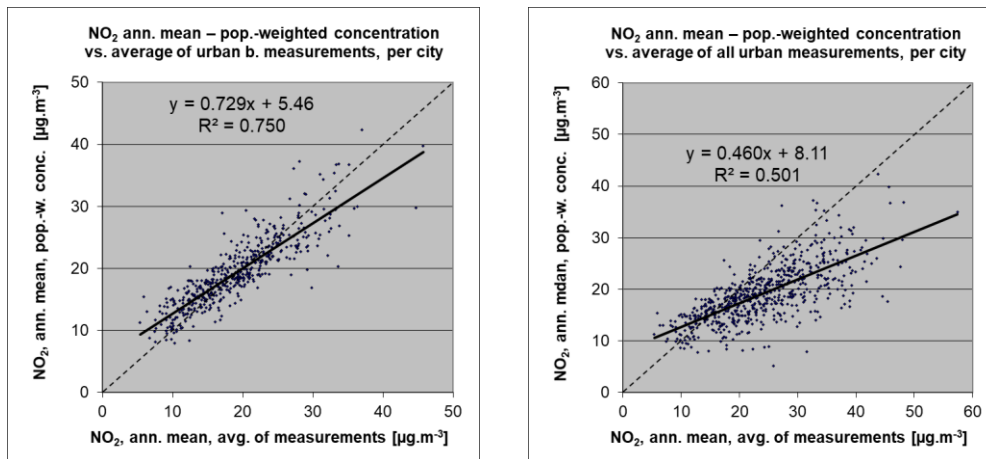 NO₂ ann. mean – pop.-weighted concentration
vs. average of urban b. measurements, per city
50
40
30
20
10
0
NO₂, ann. mean, pop.-w. conc. [µg.m⁻³]
y = 0.729x + 5.46
R² = 0.750
0 10 20 30 40 50
NO₂, ann. mean, avg. of measurements [µg.m⁻³]
NO₂ ann. mean – pop.-weighted concentration
vs. average of all urban measurements, per city
60
50
40
30
20
10
0
NO₂, ann. mdan, pop.-w. conc. [µg.m⁻³]
y = 0.460x + 8.11
R² = 0.501
0 10 20 30 40 50 60
NO₂, ann. mean, avg. of measurements [µg.m⁻³]